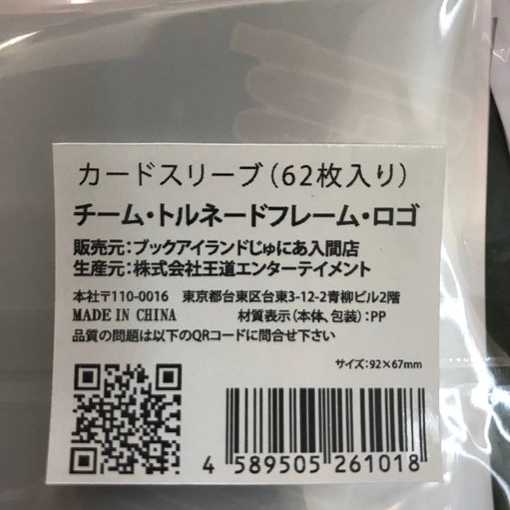 カードスリーブ（62枚入り）
チーム・トルネードフレーム・ロゴ
販売元：ブックアイランドじゅにあ入間店
生産元：株式会社王道エンターテイメント
本社〒110-0016　東京都台東区台東3-12-2青柳ビル2階
MADE IN CHINA　材質表示（本体、包装）：PP
品質の問題は以下のQRコードに問合せ下さい
サイズ：92×67mm
4 589505 261018